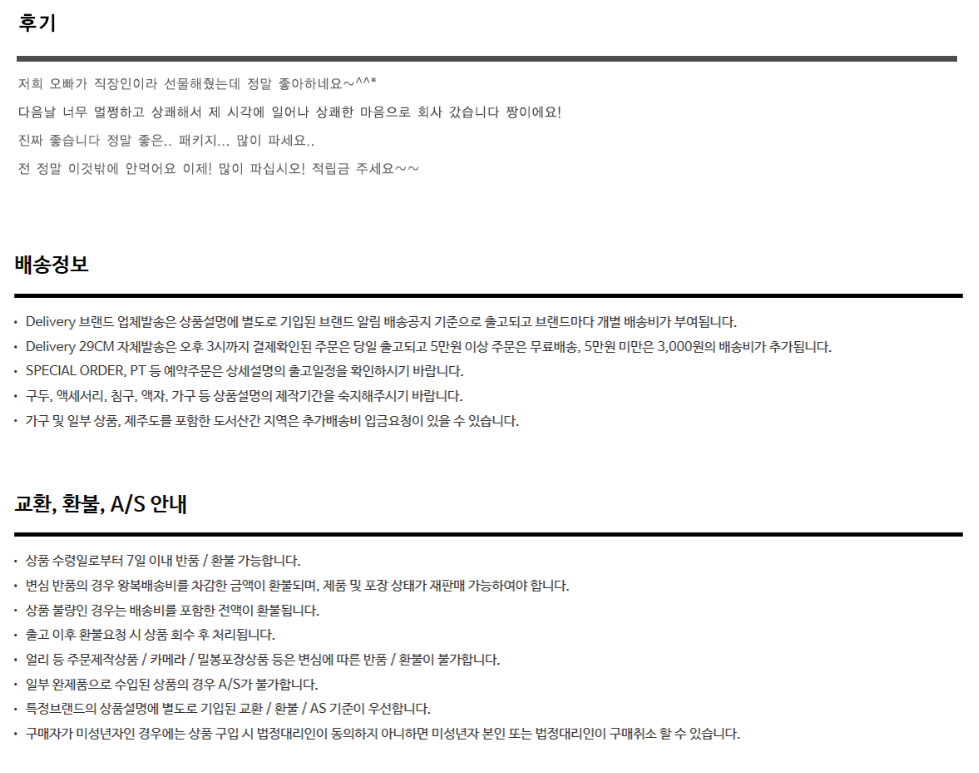 후기
저희 오빠가 직장인이라 선물해줬는데 정말 좋아하네요~^^*
다음날 너무 멀쩡하고 상쾌해서 제 시각에 일어나 상쾌한 마음으로 회사 갔습니다 짱이에요!
진짜 좋습니다 정말 좋은.. 패키지... 많이 파세요..
전 정말 이것밖에 안먹어요 이제! 많이 파십시오! 적립금 주세요~~
배송정보
• Delivery 브랜드 업체발송은 상품설명에 별도로 기입된 브랜드 알림 배송공지 기준으로 출고되고 브랜드마다 개별 배송비가 부여됩니다.
• Delivery 29CM 자체발송은 오후 3시까지 결제확인된 주문은 당일 출고되고 5만원 이상 주문은 무료배송, 5만원 미만은 3,000원의 배송비가 추가됩니다.
• SPECIAL ORDER, PT 등 예약주문은 상세설명의 출고일정을 확인하시기 바랍니다.
• 구두, 액세서리, 침구, 액자, 가구 등 상품설명의 제작기간을 숙지해주시기 바랍니다.
• 가구 및 일부 상품, 제주도를 포함한 도서산간 지역은 추가배송비 입금요청이 있을 수 있습니다.
교환, 환불, A/S 안내
• 상품 수령일로부터 7일 이내 반품 / 환불 가능합니다.
• 변심 반품의 경우 왕복배송비를 차감한 금액이 환불되며, 제품 및 포장 상태가 재판매 가능하여야 합니다.
• 상품 불량인 경우는 배송비를 포함한 전액이 환불됩니다.
• 출고 이후 환불요청 시 상품 회수 후 처리됩니다.
• 얼리 등 주문제작상품 / 카메라 / 밀봉포장상품 등은 변심에 따른 반품 / 환불이 불가합니다.
• 일부 완제품으로 수입된 상품의 경우 A/S가 불가합니다.
• 특정브랜드의 상품설명에 별도로 기입된 교환 / 환불 / AS 기준이 우선합니다.
• 구매자가 미성년자인 경우에는 상품 구입 시 법정대리인이 동의하지 아니하면 미성년자 본인 또는 법정대리인이 구매취소 할 수 있습니다.